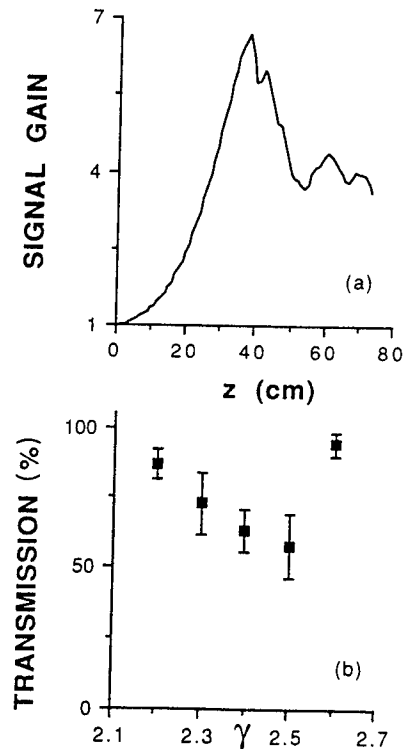 7
SIGNAL GAIN
4
(a)
1
0 20 40 60 80
z (cm)
100
TRANSMISSION (%)
50
(b)
0
2.1 2.3 γ 2.5 2.7